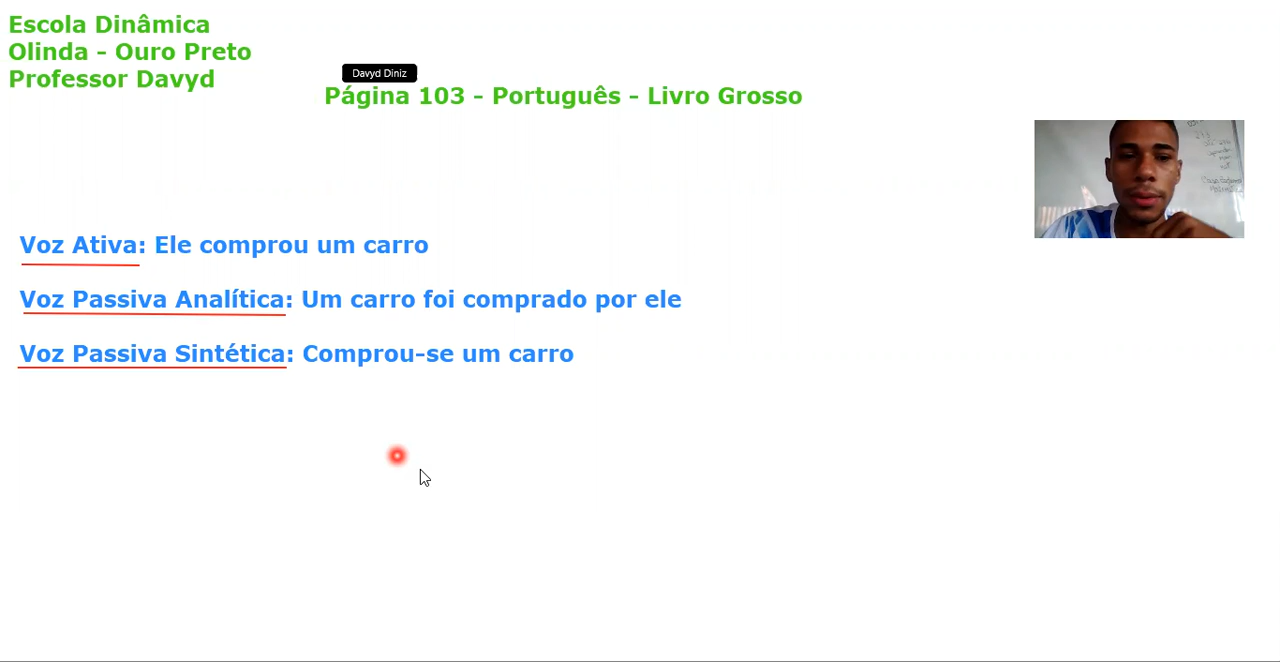 Escola Dinâmica
Olinda - Ouro Preto
Professor Davyd
Davyd Diniz
Página 103 - Português - Livro Grosso
Voz Ativa: Ele comprou um carro
Voz Passiva Analítica: Um carro foi comprado por ele
Voz Passiva Sintética: Comprou-se um carro